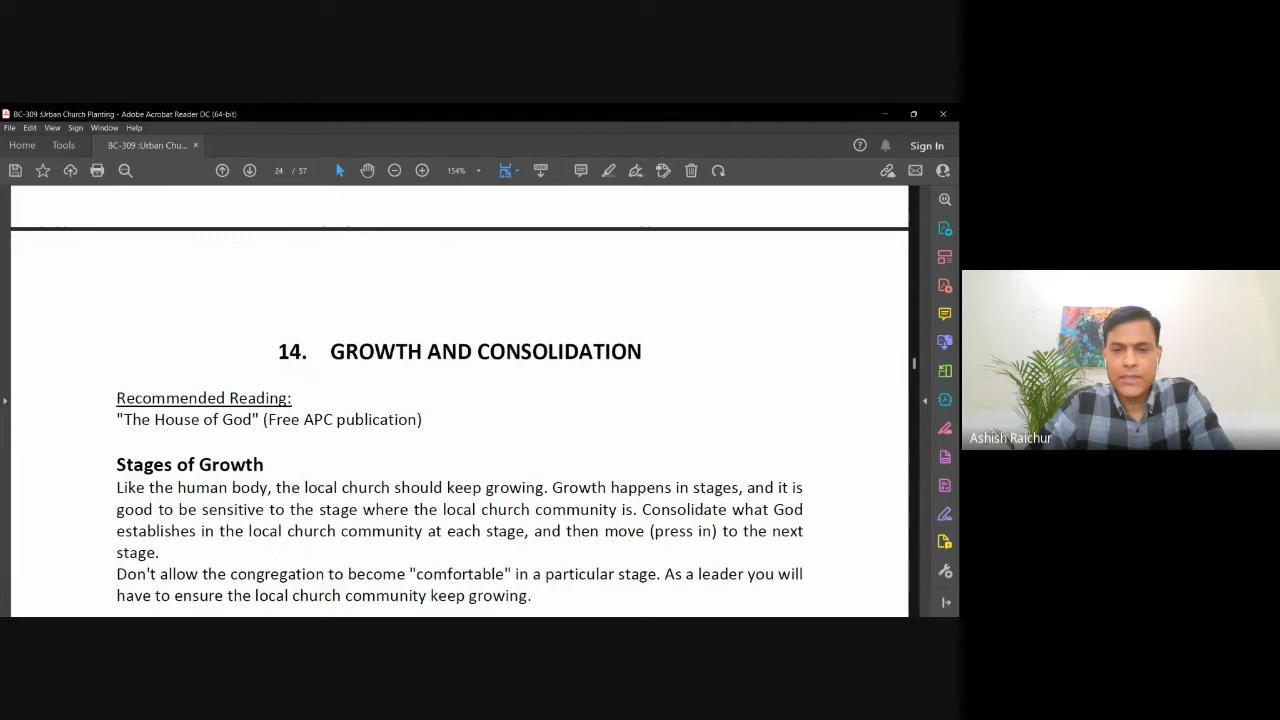 BC-309 :Urban Church Planting - Adobe Acrobat Reader DC (64-bit)
File Edit View Sign Window Help
Home Tools BC-309 :Urban Chu... × Sign In
24 / 57 154%
14. GROWTH AND CONSOLIDATION
Recommended Reading:
"The House of God" (Free APC publication)
Stages of Growth
Like the human body, the local church should keep growing. Growth happens in stages, and it is
good to be sensitive to the stage where the local church community is. Consolidate what God
establishes in the local church community at each stage, and then move (press in) to the next
stage.
Don't allow the congregation to become "comfortable" in a particular stage. As a leader you will
have to ensure the local church community keep growing.
Ashish Raichur